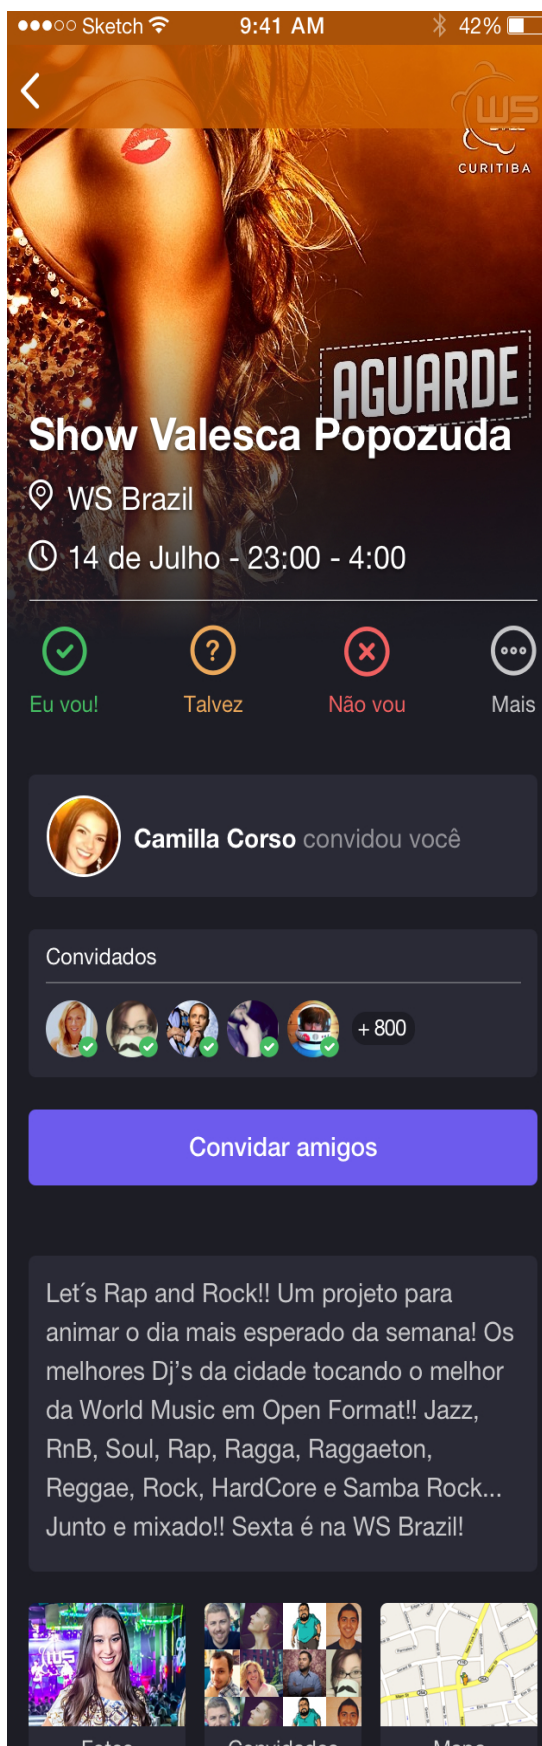 Sketch 9:41 AM 42%
WS
CURITIBA
AGUARDE
Show Valesca Popozuda
WS Brazil
14 de Julho - 23:00 - 4:00
Eu vou! Talvez Não vou Mais
Camilla Corso convidou você
Convidados
+ 800
Convidar amigos
Let´s Rap and Rock!! Um projeto para
animar o dia mais esperado da semana! Os
melhores Dj’s da cidade tocando o melhor
da World Music em Open Format!! Jazz,
RnB, Soul, Rap, Ragga, Raggaeton,
Reggae, Rock, HardCore e Samba Rock...
Junto e mixado!! Sexta é na WS Brazil!
Fotos Convidados Mapa